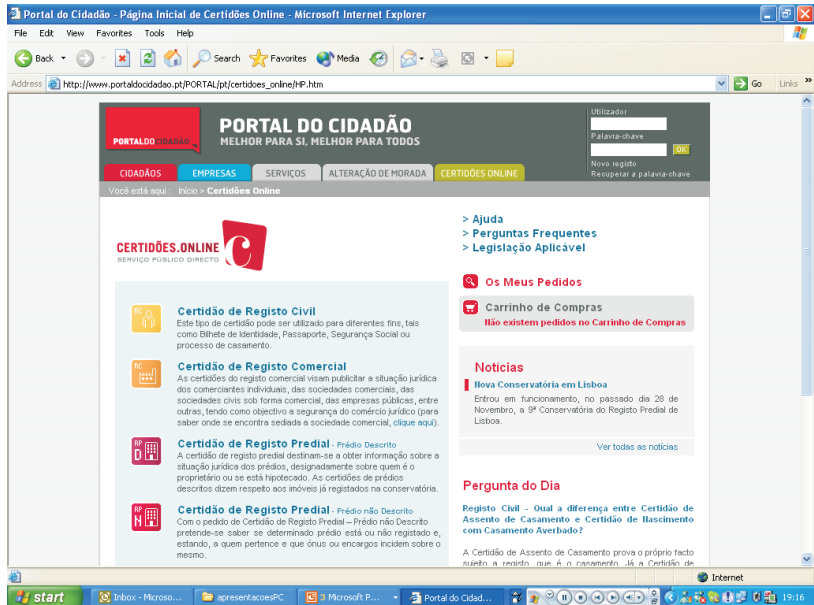 Portal do Cidadão - Página Inicial de Certidões Online - Microsoft Internet Explorer
File Edit View Favorites Tools Help
Back Search Favorites Media
Address http://www.portaldocidadao.pt/PORTAL/pt/certidoes_online/HP.htm Go Links
PORTALDOCIDADÃO
PORTAL DO CIDADÃO
MELHOR PARA SI, MELHOR PARA TODOS
Utilizador
Palavra-chave
OK
Novo registo
Recuperar a palavra-chave
CIDADÃOS EMPRESAS SERVIÇOS ALTERAÇÃO DE MORADA CERTIDÕES ONLINE
Você está aqui: Início > Certidões Online
CERTIDÕES.ONLINE
SERVIÇO PÚBLICO DIRECTO
RC
Certidão de Registo Civil
Este tipo de certidão pode ser utilizado para diferentes fins, tais
como Bilhete de Identidade, Passaporte, Segurança Social ou
processo de casamento.
RC
Certidão de Registo Comercial
As certidões do registo comercial visam publicitar a situação jurídica
dos comerciantes individuais, das sociedades comerciais, das
sociedades civis sob forma comercial, das empresas públicas, entre
outras, tendo como objectivo a segurança do comércio jurídico (para
saber onde se encontra sediada a sociedade comercial, clique aqui).
RP
D
Certidão de Registo Predial - Prédio Descrito
A certidão de registo predial destinam-se a obter informação sobre a
situação jurídica dos prédios, designadamente sobre quem é o
proprietário ou se está hipotecado. As certidões de prédios
descritos dizem respeito aos imóveis já registados na conservatória.
RP
N
Certidão de Registo Predial - Prédio não Descrito
Com o pedido de Certidão de Registo Predial – Prédio não Descrito
pretende-se saber se determinado prédio está ou não registado e,
estando, a quem pertence e que ónus ou encargos incidem sobre o
mesmo.
> Ajuda
> Perguntas Frequentes
> Legislação Aplicável
Os Meus Pedidos
Carrinho de Compras
Não existem pedidos no Carrinho de Compras
Notícias
Nova Conservatória em Lisboa
Entrou em funcionamento, no passado dia 28 de
Novembro, a 9ª Conservatória do Registo Predial de
Lisboa.
Ver todas as notícias
Pergunta do Dia
Registo Civil - Qual a diferença entre Certidão de
Assento de Casamento e Certidão de Nascimento
com Casamento Averbado?
A Certidão de Assento de Casamento prova o próprio facto
sujeito a registo, que é o casamento. Já a Certidão de
Internet
start Inbox - Microso... apresentacoesPC 3 Microsoft P... Portal do Cidad... 19:16